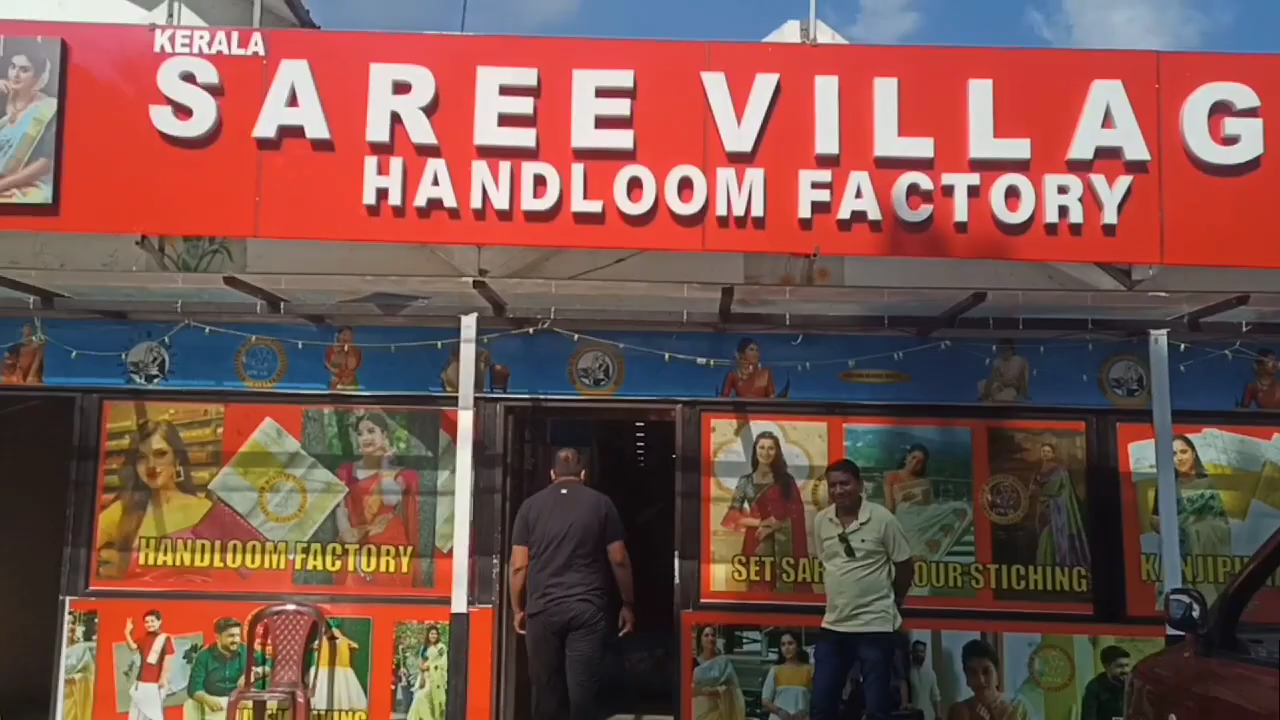 KERALA
SAREE VILLAG
HANDLOOM FACTORY
HANDLOOM FACTORY
SET SAR
OUR STICHING